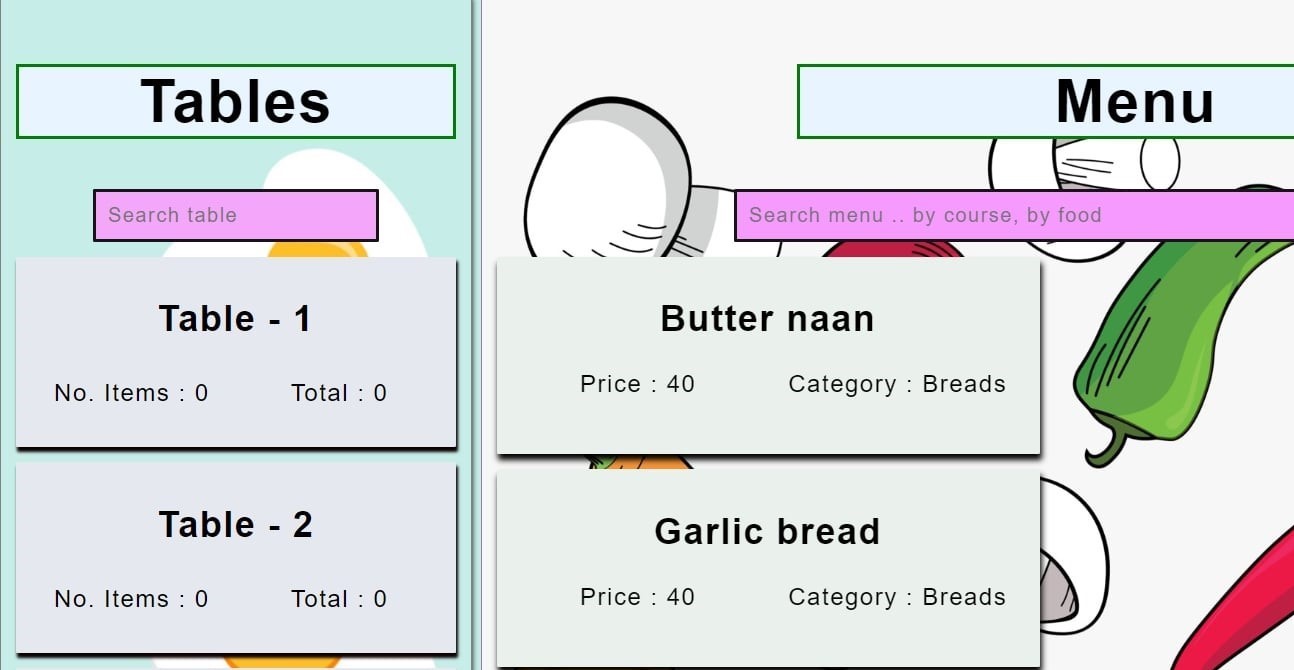 Tables
Search table
Table - 1
No. Items : 0 Total : 0
Table - 2
No. Items : 0 Total : 0
Menu
Search menu .. by course, by food
Butter naan
Price : 40 Category : Breads
Garlic bread
Price : 40 Category : Breads